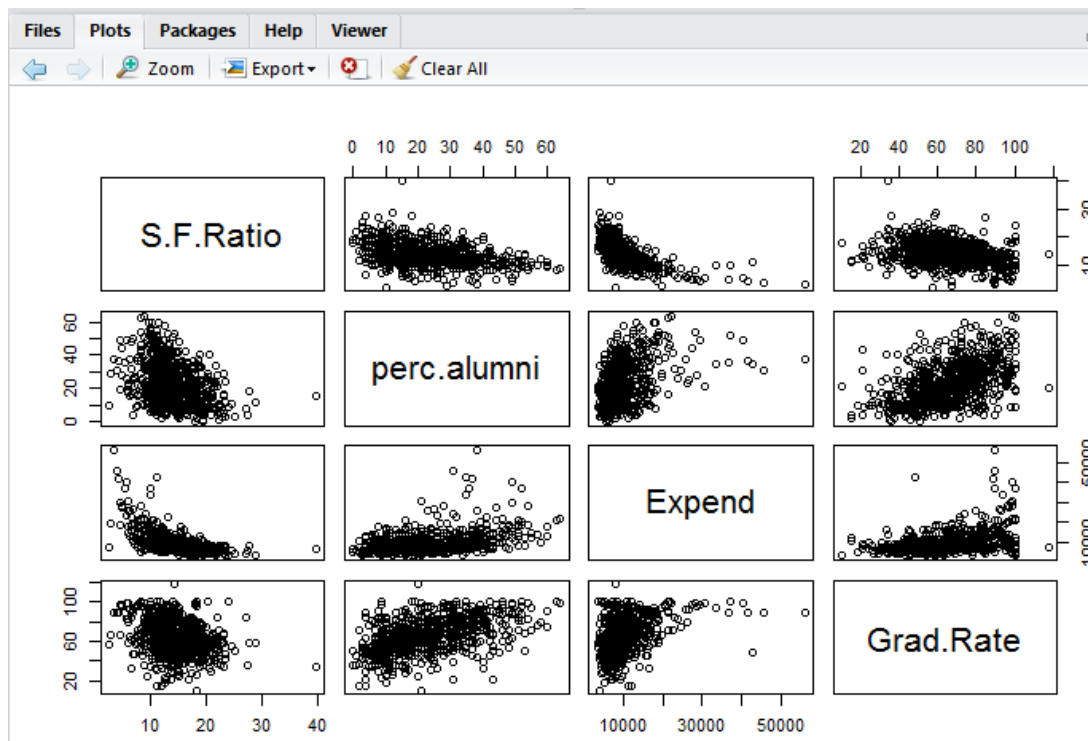 Files Plots Packages Help Viewer
Zoom Export Clear All
0 10 20 30 40 50 60 20 40 60 80 100
S.F.Ratio 10 30
0 20 40 60 perc.alumni
Expend 10000 50000
20 60 100 Grad.Rate
10 20 30 40 10000 30000 50000